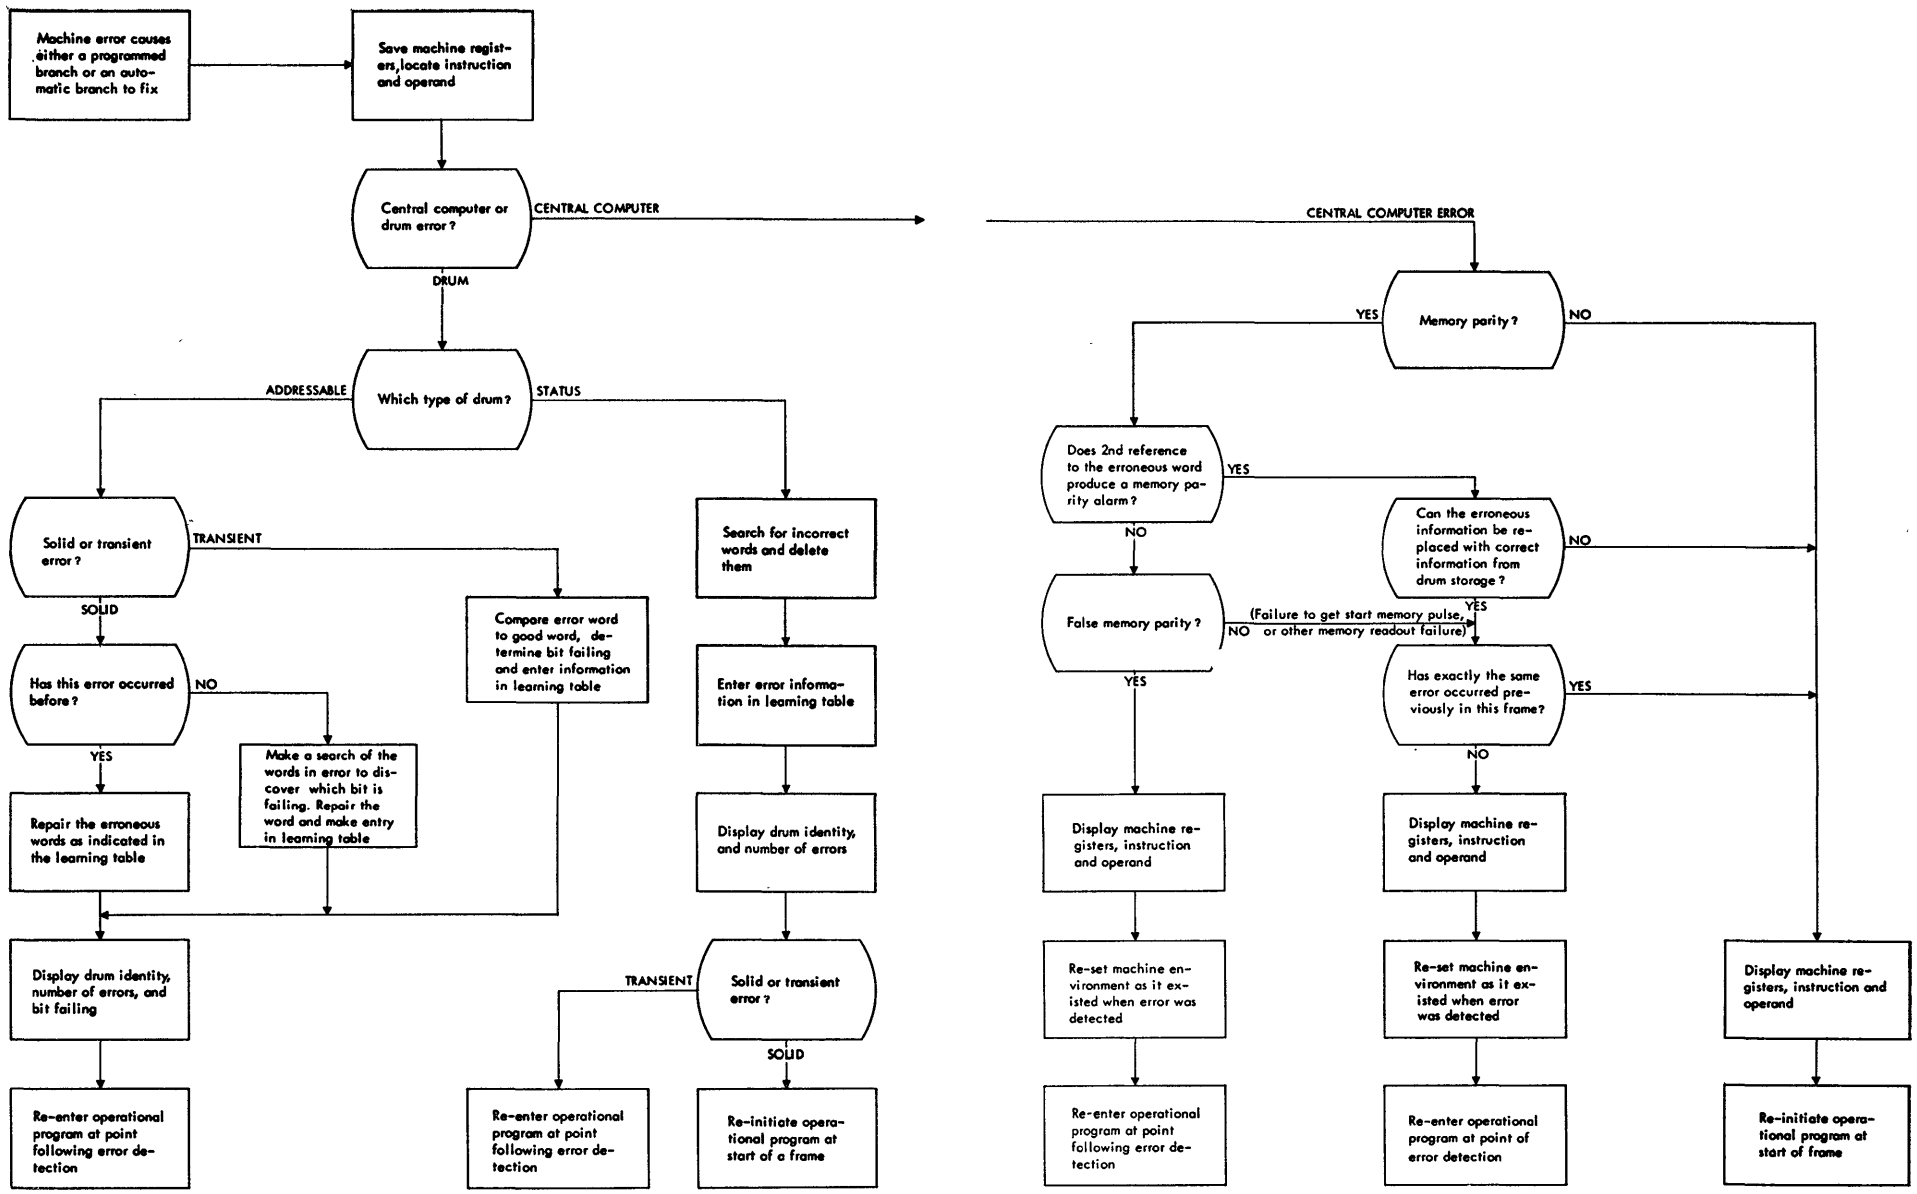 Machine error causes
either a programmed
branch or an auto-
matic branch to fix
Save machine regist-
ers, locate instruction
and operand
Central computer or
drum error?
CENTRAL COMPUTER
DRUM
Which type of drum?
ADDRESSABLE
STATUS
Solid or transient
error?
TRANSIENT
SOLID
Has this error occurred
before?
NO
YES
Repair the erroneous
words as indicated in
the learning table
Make a search of the
words in error to dis-
cover which bit is
failing. Repair the
word and make entry
in learning table
Compare error word
to good word, de-
termine bit failing
and enter information
in learning table
Display drum identity,
number of errors, and
bit failing
Re-enter operational
program at point
following error de-
tection
Search for incorrect
words and delete
them
Enter error informa-
tion in learning table
Display drum identity,
and number of errors
Solid or transient
error?
TRANSIENT
SOLID
Re-enter operational
program at point
following error de-
tection
Re-initiate opera-
tional program at
start of a frame
CENTRAL COMPUTER ERROR
Memory parity?
YES
NO
Does 2nd reference
to the erroneous word
produce a memory pa-
rity alarm?
YES
NO
Can the erroneous
information be re-
placed with correct
information from
drum storage?
NO
YES
False memory parity?
(Failure to get start memory pulse,
NO or other memory readout failure)
YES
Has exactly the same
error occurred pre-
viously in this frame?
YES
NO
Display machine re-
gisters, instruction
and operand
Re-set machine en-
vironment as it ex-
isted when error was
detected
Re-enter operational
program at point
following error de-
tection
Display machine re-
gisters, instruction
and operand
Re-set machine en-
vironment as it ex-
isted when error
was detected
Re-enter operational
program at point of
error detection
Display machine re-
gisters, instruction and
operand
Re-initiate opera-
tional program at
start of frame